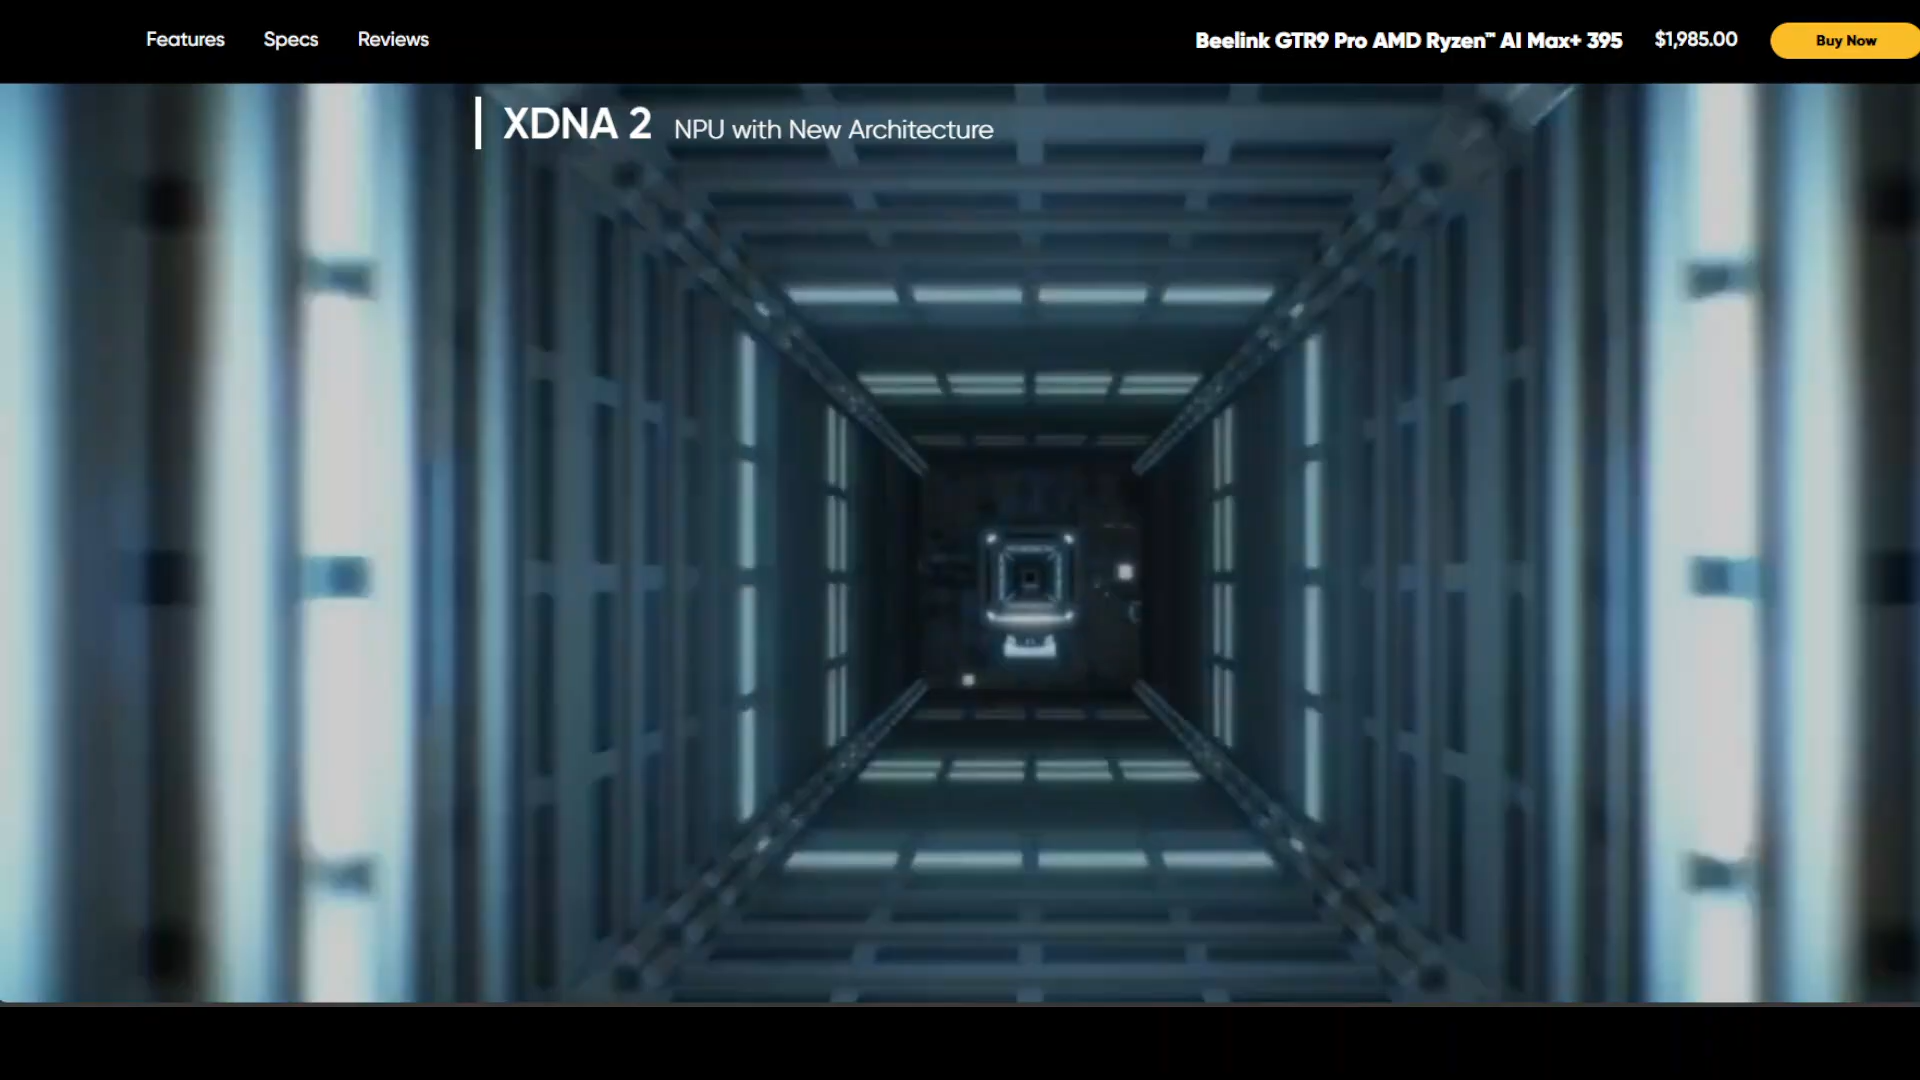 Features Specs Reviews Beelink GTR9 Pro AMD Ryzen™ AI Max+ 395 $1,985.00 Buy Now
XDNA 2 NPU with New Architecture